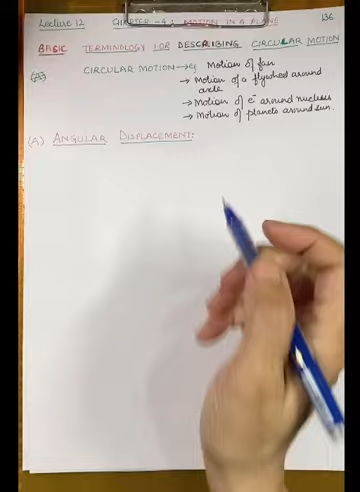 Lecture 12 CHAPTER -4 : MOTION IN A PLANE 136
BASIC TERMINOLOGY FOR DESCRIBING CIRCULAR MOTION
CIRCULAR MOTION → eg Motion of fan
→ Motion of a flywheel around
axle
→ Motion of e⁻ around nucleus
→ Motion of planets around sun.
(A) ANGULAR DISPLACEMENT: